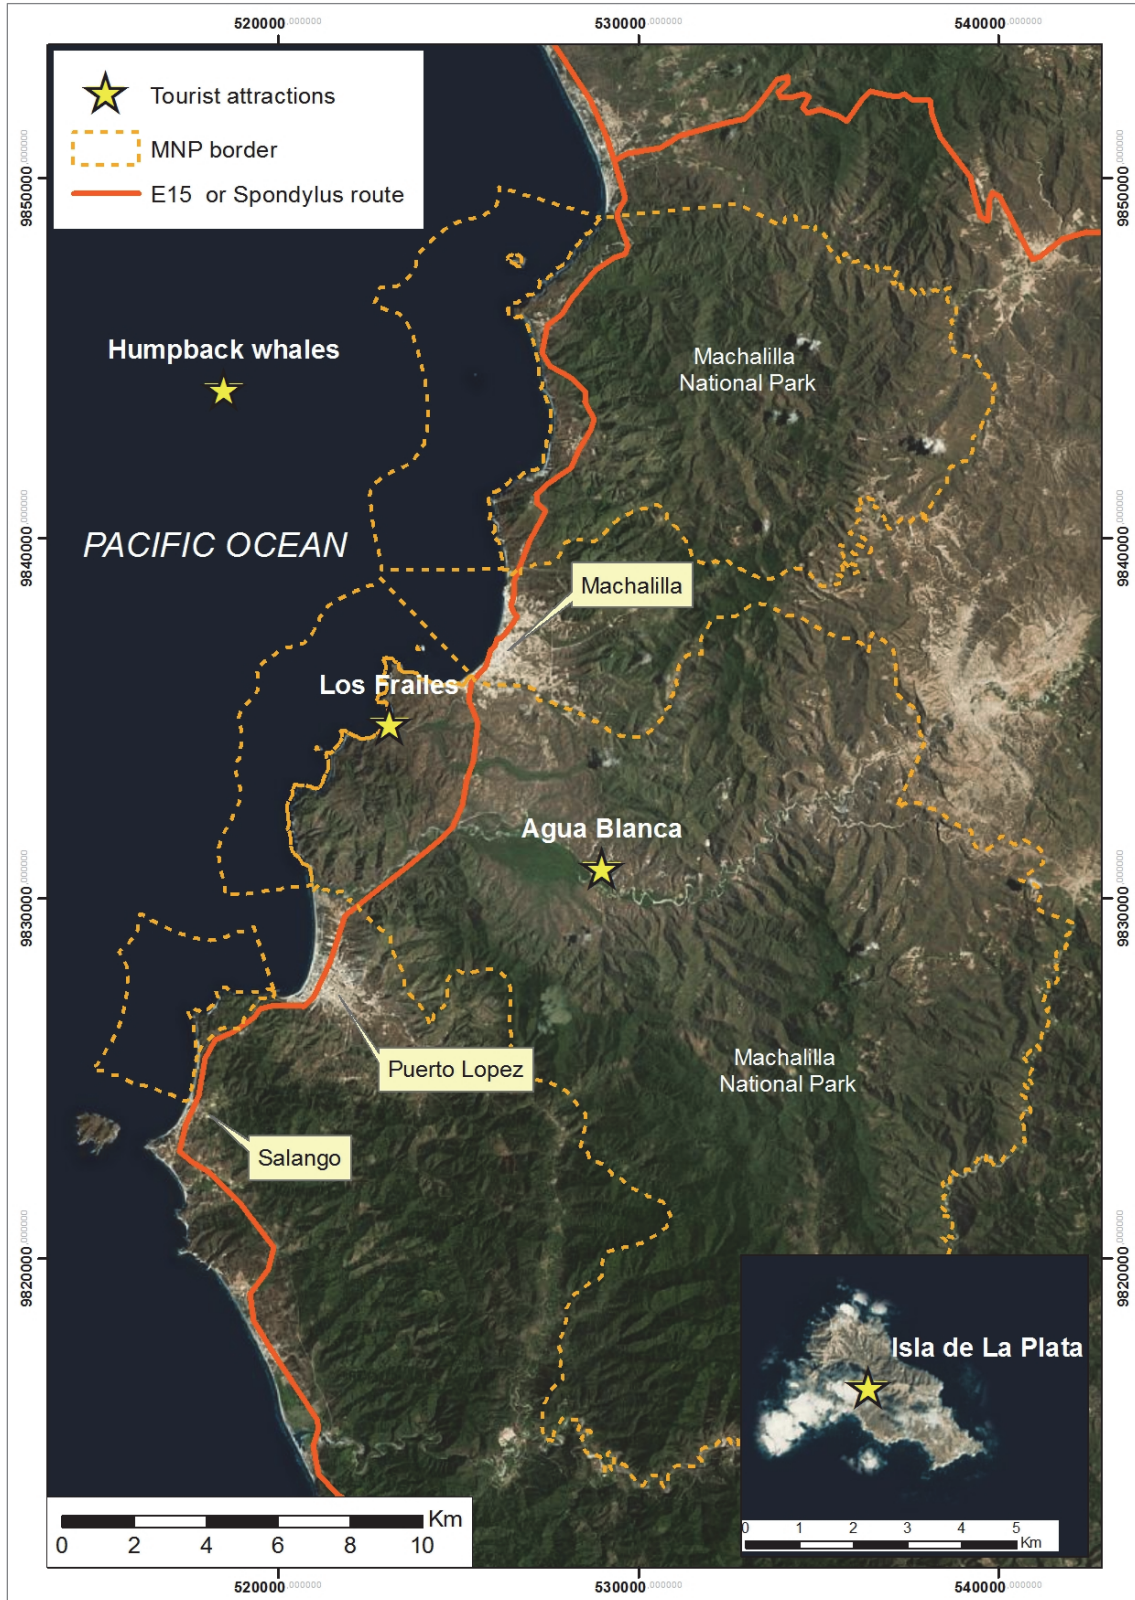 520000,000000 530000,000000 540000,000000
Tourist attractions
MNP border
E15 or Spondylus route
9850000,000000
9850000,000000
Humpback whales
Machalilla
National Park
PACIFIC OCEAN
9840000,000000
9840000,000000
Machalilla
Los Frailes
Agua Blanca
9830000,000000
9830000,000000
Puerto Lopez
Machalilla
National Park
Salango
9820000,000000
9820000,000000
Isla de La Plata
0 2 4 6 8 10 Km
0 1 2 3 4 5
Km
520000,000000 530000,000000 540000,000000